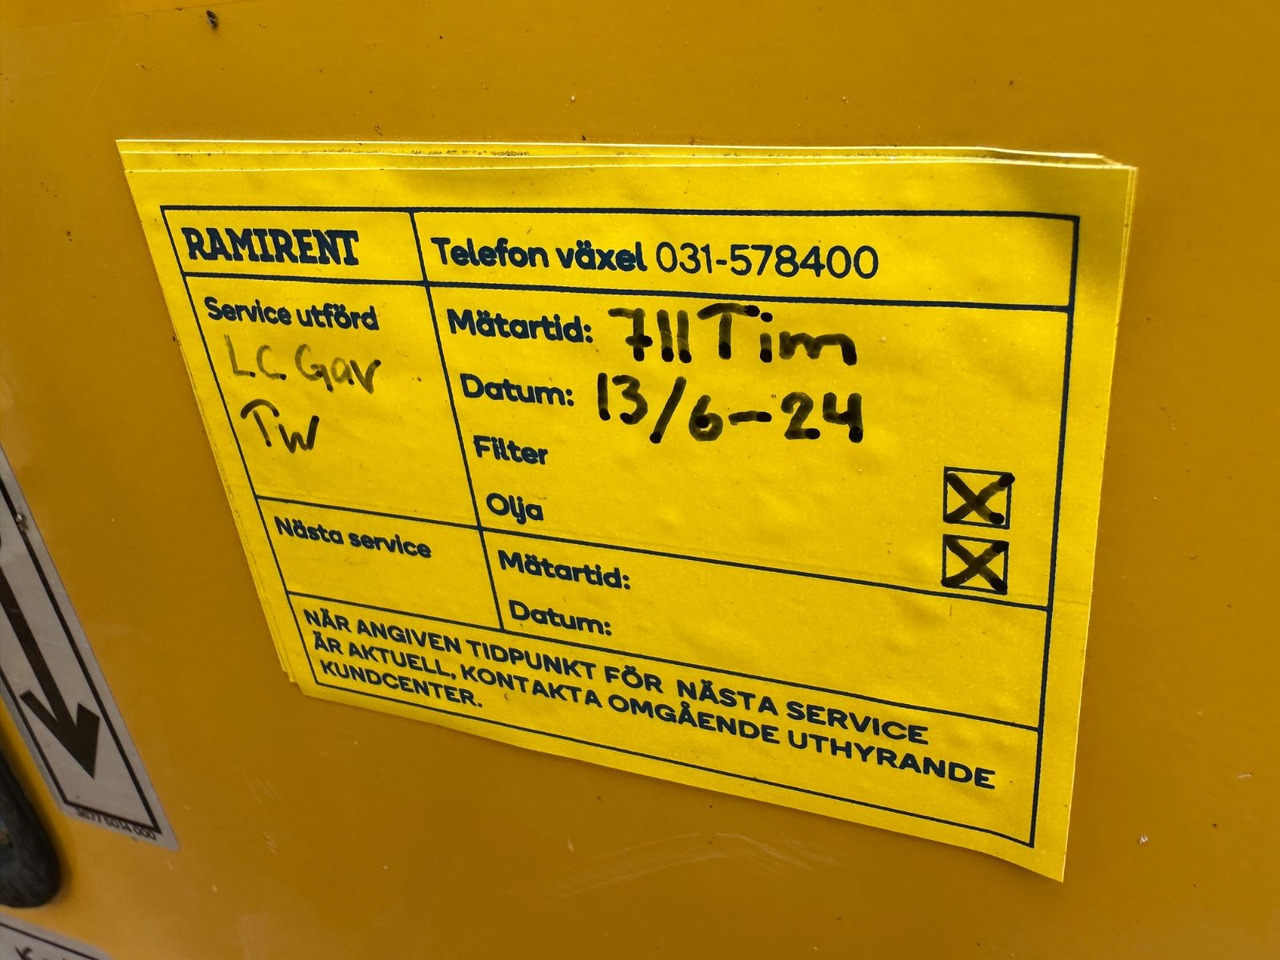 RAMIRENT
Telefon växel 031-578400
Service utförd
LC Gav
TW
Mätartid: 711 Tim
Datum: 13/6-24
Filter
Olja
Nästa service
Mätartid:
Datum:
NÄR ANGIVEN TIDPUNKT FÖR NÄSTA SERVICE
ÄR AKTUELL, KONTAKTA OMGÅENDE UTHYRANDE
KUNDCENTER.